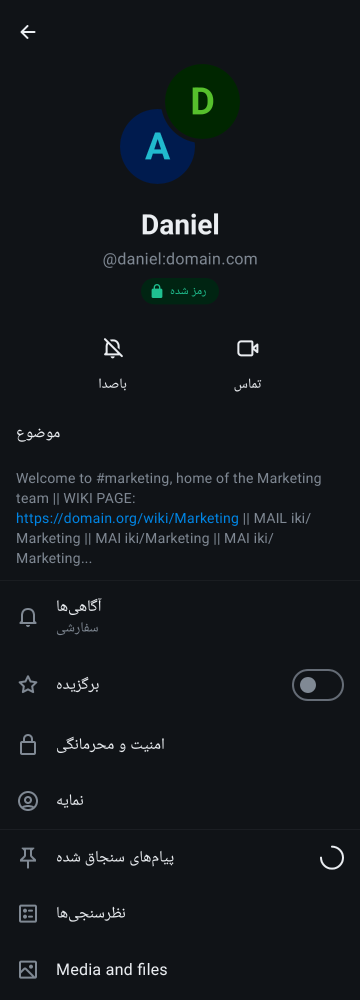 D
A
Daniel
@daniel:domain.com
رمز شده
باصدا
تماس
موضوع
Welcome to #marketing, home of the Marketing
team || WIKI PAGE:
https://domain.org/wiki/Marketing || MAIL iki/
Marketing || MAI iki/Marketing || MAI iki/
Marketing...
آگاهی‌ها
سفارشی
برگزیده
امنیت و محرمانگی
نمایه
پیام‌های سنجاق شده
نظرسنجی‌ها
Media and files